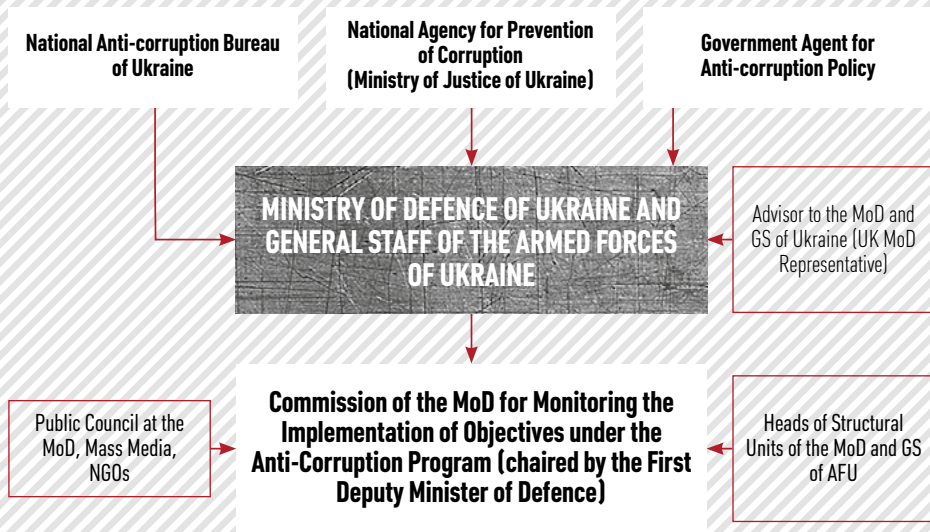 National Anti-corruption Bureau
of Ukraine
National Agency for Prevention
of Corruption
(Ministry of Justice of Ukraine)
Government Agent for
Anti-corruption Policy
MINISTRY OF DEFENCE OF UKRAINE AND
GENERAL STAFF OF THE ARMED FORCES
OF UKRAINE
Advisor to the MoD and
GS of Ukraine (UK MoD
Representative)
Public Council at the
MoD, Mass Media,
NGOs
Commission of the MoD for Monitoring the
Implementation of Objectives under the
Anti-Corruption Program (chaired by the First
Deputy Minister of Defence)
Heads of Structural
Units of the MoD and GS
of AFU